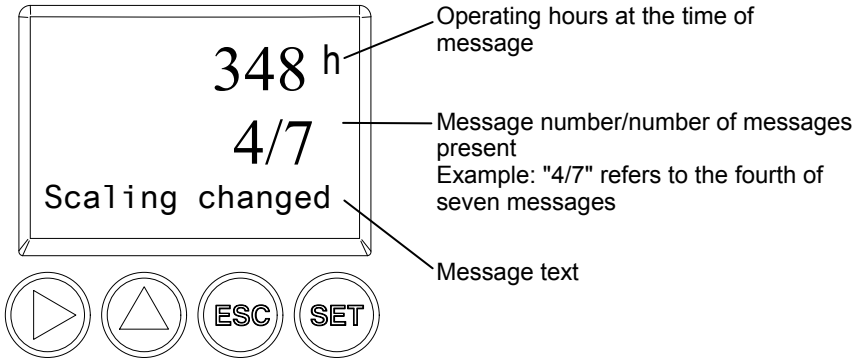 348 h
4/7
Scaling changed
ESC
SET
Operating hours at the time of
message
Message number/number of messages
present
Example: "4/7" refers to the fourth of
seven messages
Message text